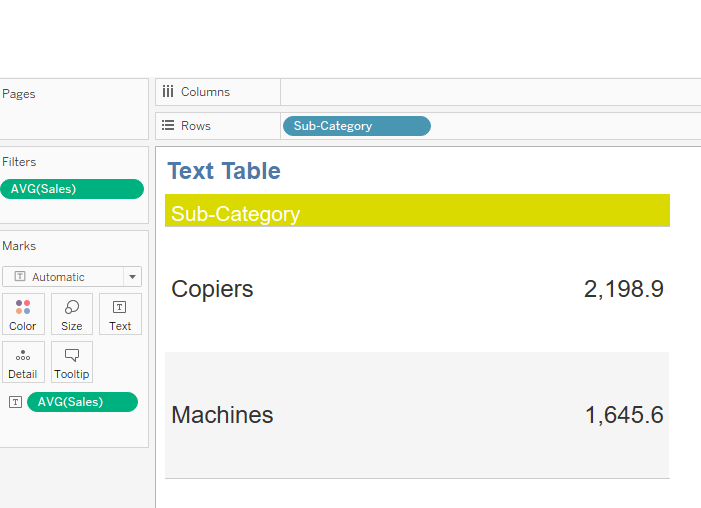 Pages
Columns
Rows
Sub-Category
Filters
AVG(Sales)
Marks
Automatic
Color
Size
Text
Detail
Tooltip
AVG(Sales)
Text Table
Sub-Category
Copiers 2,198.9
Machines 1,645.6